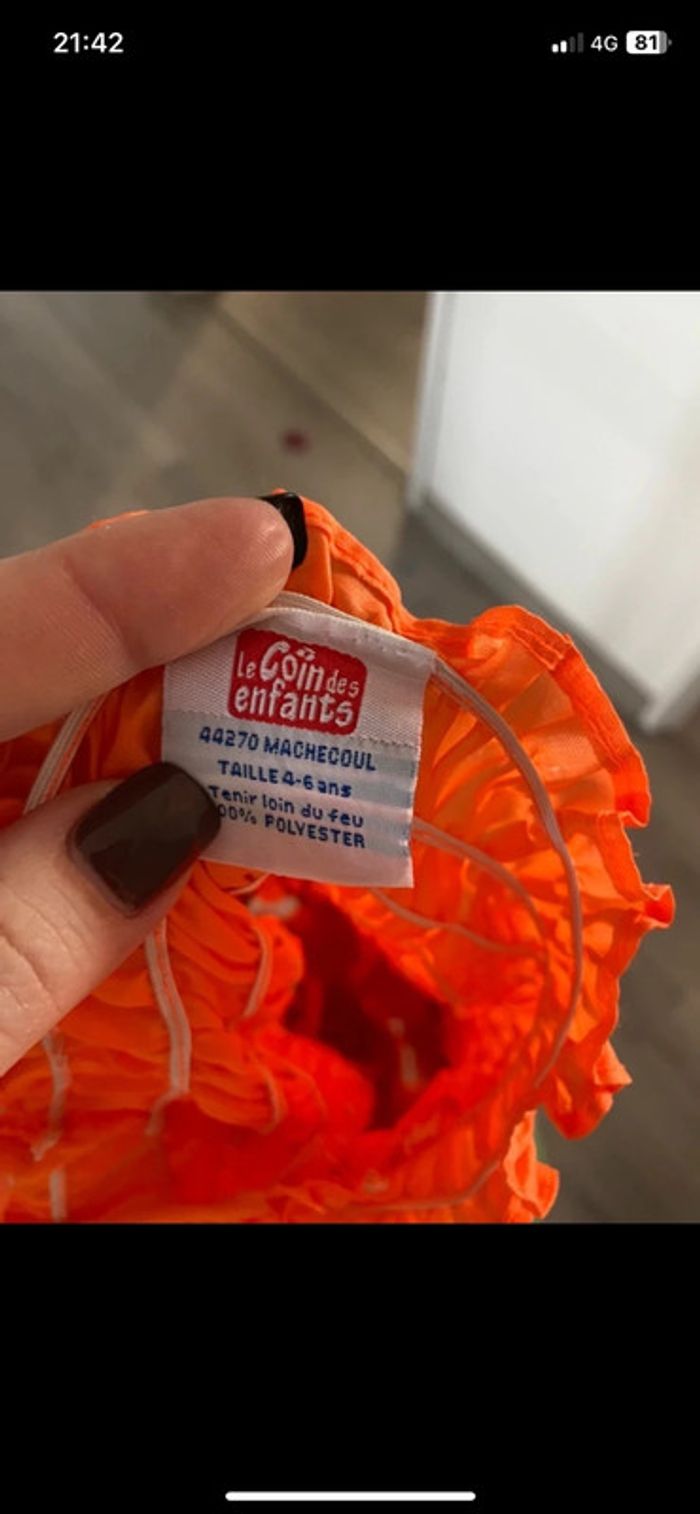 21:42
4G 81
Le Coin des
enfants
44270 MACHECOUL
TAILLE 4-6 ans
Tenir loin du feu
00% POLYESTER